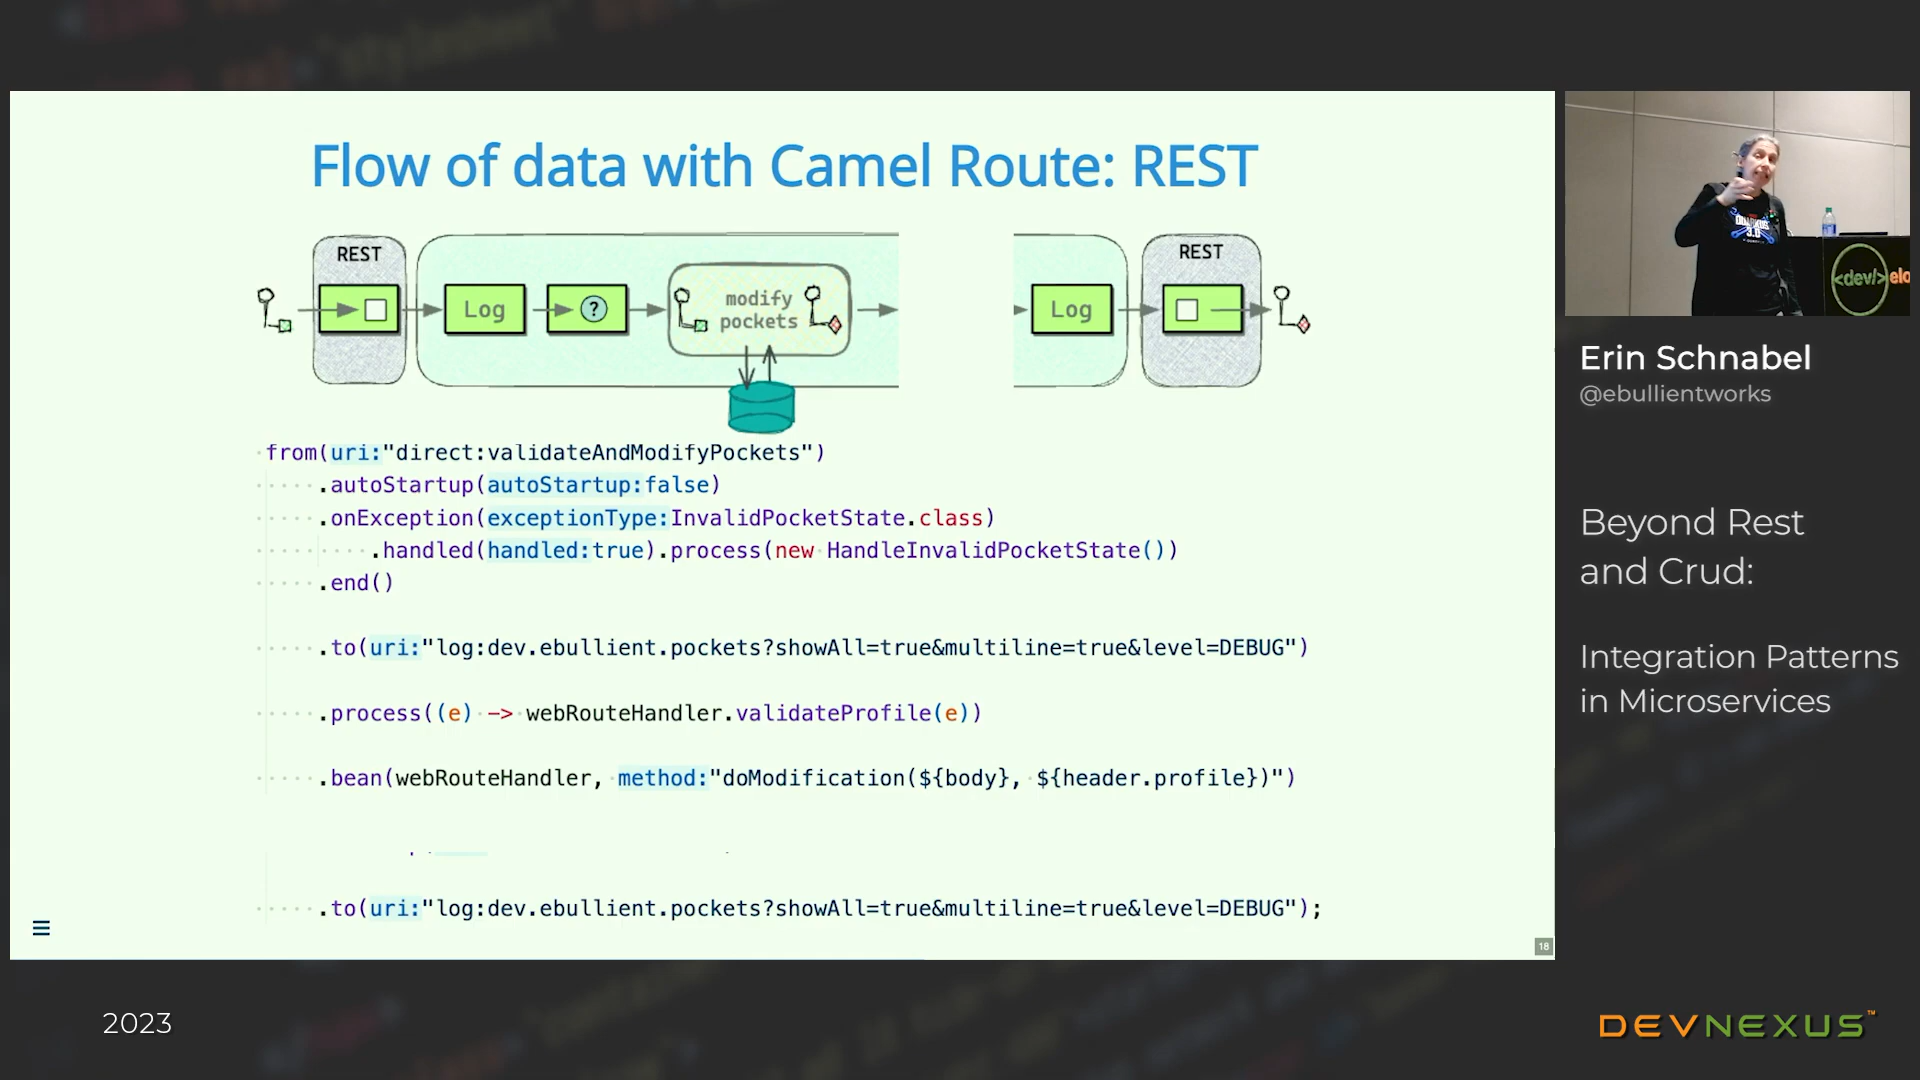 Flow of data with Camel Route: REST
REST
Log
?
modify
pockets
Log
REST
from(uri:"direct:validateAndModifyPockets")
.autoStartup(autoStartup:false)
.onException(exceptionType:InvalidPocketState.class)
.handled(handled:true).process(new HandleInvalidPocketState())
.end()
.to(uri:"log:dev.ebullient.pockets?showAll=true&multiline=true&level=DEBUG")
.process((e) -> webRouteHandler.validateProfile(e))
.bean(webRouteHandler, method:"doModification(${body}, ${header.profile})")
.to(uri:"log:dev.ebullient.pockets?showAll=true&multiline=true&level=DEBUG");
18
<dev/>elo
Erin Schnabel
@ebullientworks
Beyond Rest
and Crud:
Integration Patterns
in Microservices
2023
DEVNEXUS™